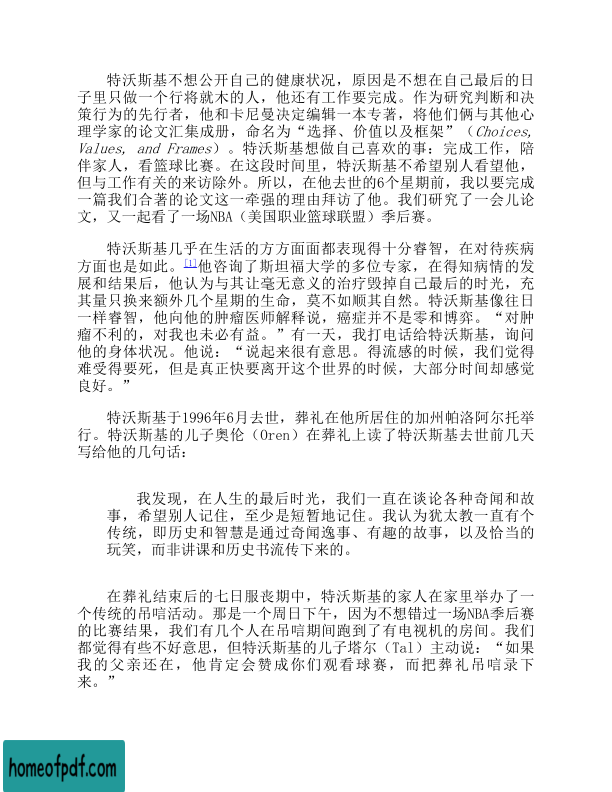 特沃斯基不想公开自己的健康状况，原因是不想在自己最后的日
子里只做一个行将就木的人，他还有工作要完成。作为研究判断和决
策行为的先行者，他和卡尼曼决定编辑一本专著，将他们俩与其他心
理学家的论文汇集成册，命名为“选择、价值以及框架”（Choices,
Values, and Frames）。特沃斯基想做自己喜欢的事：完成工作，陪
伴家人，看篮球比赛。在这段时间里，特沃斯基不希望别人看望他，
但与工作有关的来访除外。所以，在他去世的6个星期前，我以要完成
一篇我们合著的论文这一牵强的理由拜访了他。我们研究了一会儿论
文，又一起看了一场NBA（美国职业篮球联盟）季后赛。
特沃斯基几乎在生活的方方面面都表现得十分睿智，在对待疾病
方面也是如此。[1]他咨询了斯坦福大学的多位专家，在得知病情的发
展和结果后，他认为与其让毫无意义的治疗毁掉自己最后的时光，充
其量只换来额外几个星期的生命，莫不如顺其自然。特沃斯基像往日
一样睿智，他向他的肿瘤医师解释说，癌症并不是零和博弈。“对肿
瘤不利的，对我也未必有益。”有一天，我打电话给特沃斯基，询问
他的身体状况。他说：“说起来很有意思。得流感的时候，我们觉得
难受得要死，但是真正快要离开这个世界的时候，大部分时间却感觉
良好。”
特沃斯基于1996年6月去世，葬礼在他所居住的加州帕洛阿尔托举
行。特沃斯基的儿子奥伦（Oren）在葬礼上读了特沃斯基去世前几天
写给他的几句话：
我发现，在人生的最后时光，我们一直在谈论各种奇闻和故
事，希望别人记住，至少是短暂地记住。我认为犹太教一直有个
传统，即历史和智慧是通过奇闻逸事、有趣的故事，以及恰当的
玩笑，而非讲课和历史书流传下来的。
在葬礼结束后的七日服丧期中，特沃斯基的家人在家里举办了一
个传统的吊唁活动。那是一个周日下午，因为不想错过一场NBA季后赛
的比赛结果，我们有几个人在吊唁期间跑到了有电视机的房间。我们
都觉得有些不好意思，但特沃斯基的儿子塔尔（Tal）主动说：“如果
我的父亲还在，他肯定会赞成你们观看球赛，而把葬礼吊唁录下
来。”
homeofpdf.com